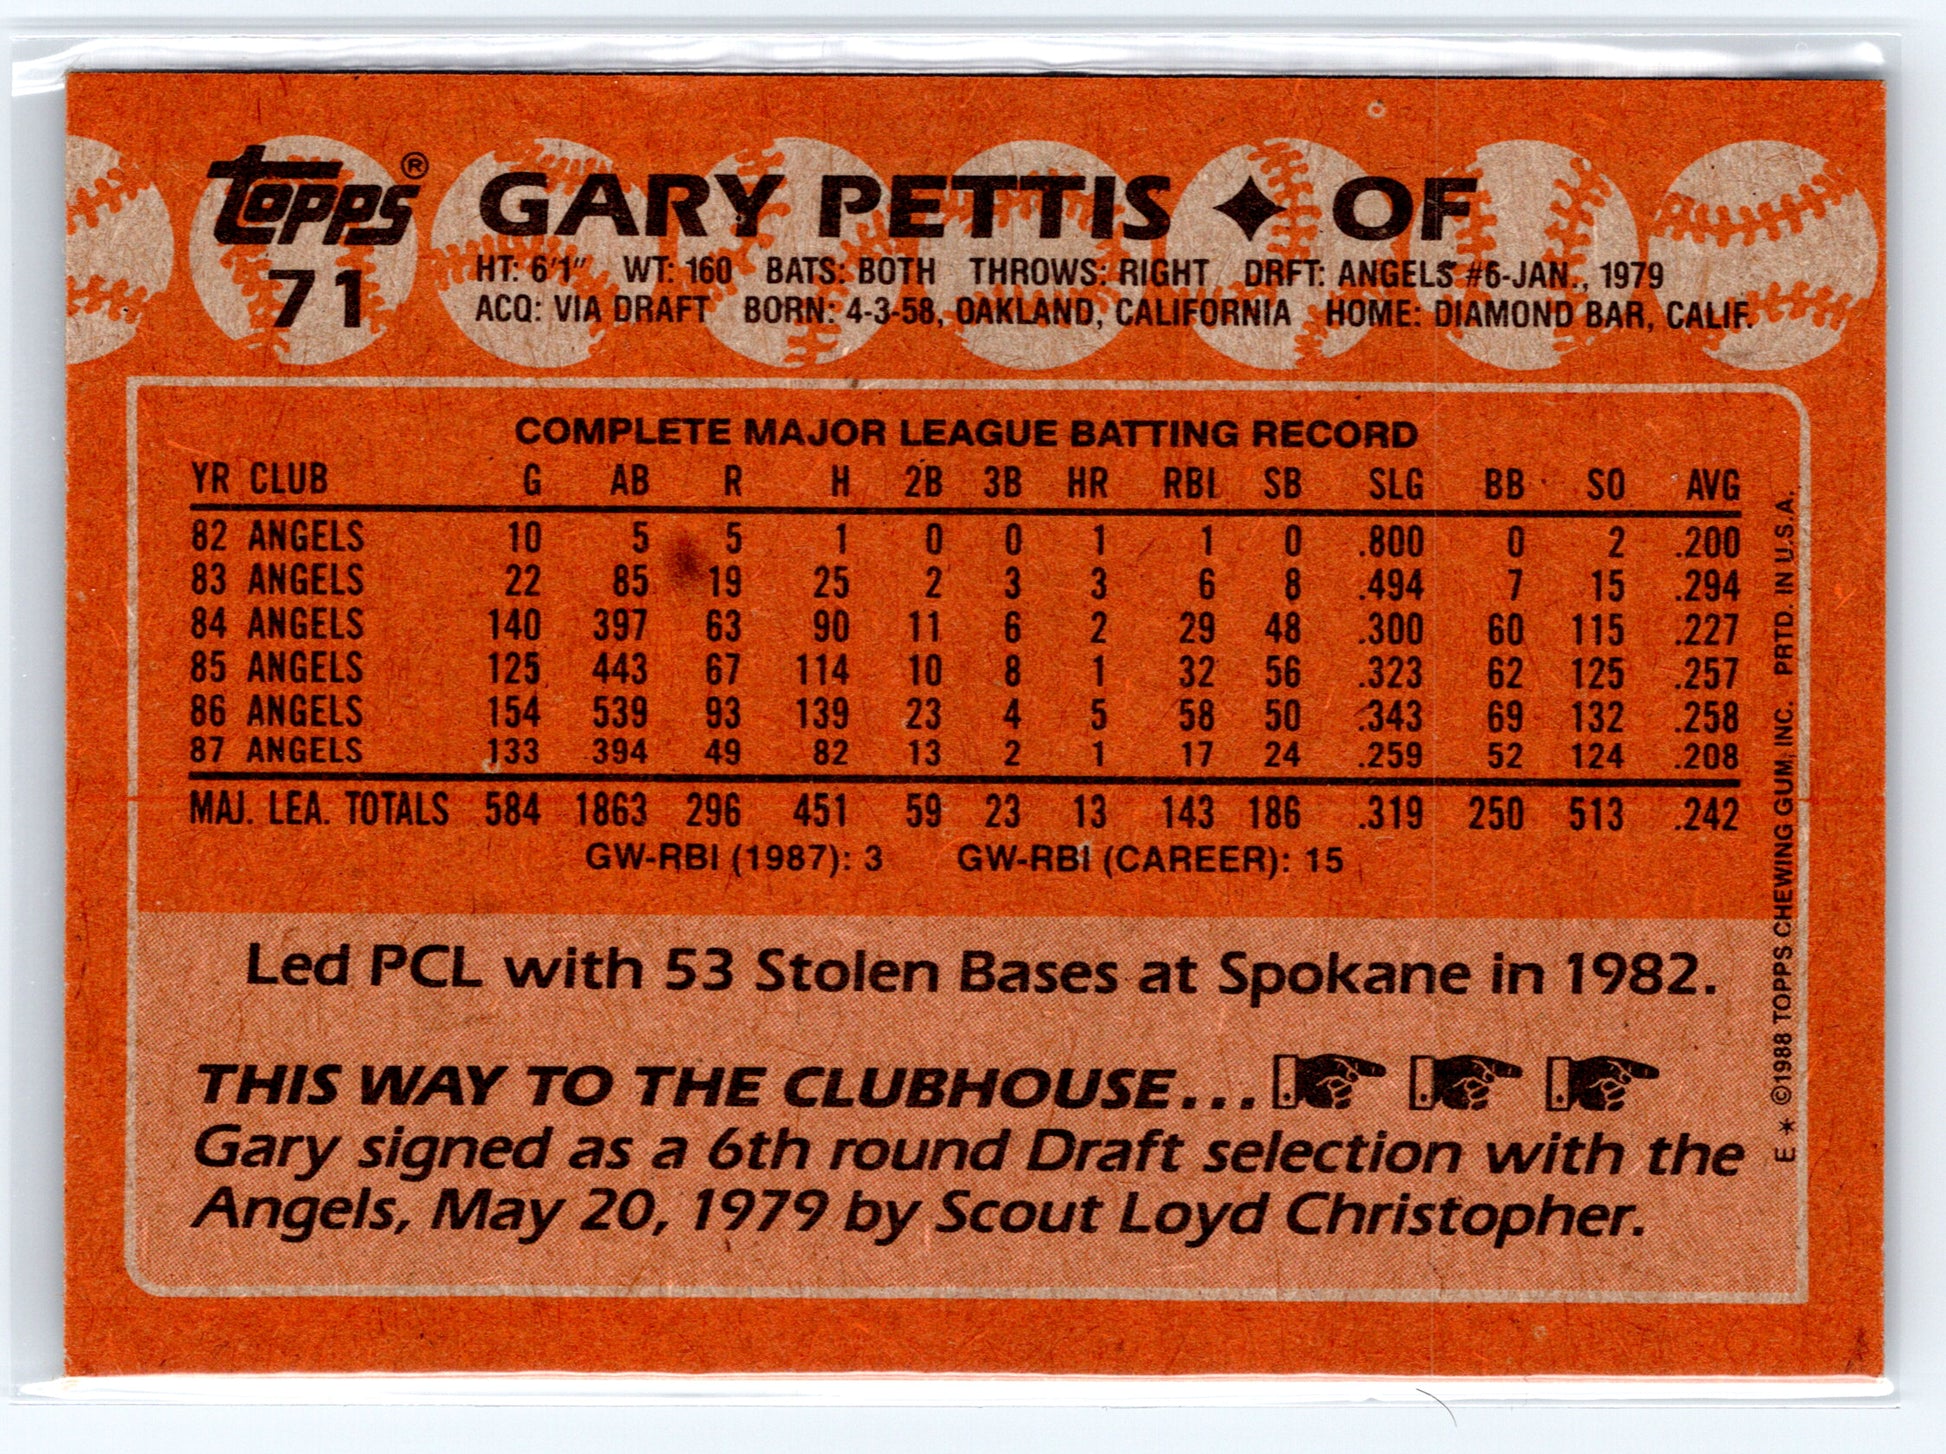 topps® GARY PETTIS ✦ OF
71
HT: 6'1" WT: 160 BATS: BOTH THROWS: RIGHT DRFT: ANGELS #6-JAN., 1979
ACQ: VIA DRAFT BORN: 4-3-58, OAKLAND, CALIFORNIA HOME: DIAMOND BAR, CALIF.
COMPLETE MAJOR LEAGUE BATTING RECORD
YR CLUB G AB R H 2B 3B HR RBI SB SLG BB SO AVG
82 ANGELS 10 5 5 1 0 0 1 1 0 .800 0 2 .200
83 ANGELS 22 85 19 25 2 3 3 6 8 .494 7 15 .294
84 ANGELS 140 397 63 90 11 6 2 29 48 .300 60 115 .227
85 ANGELS 125 443 67 114 10 8 1 32 56 .323 62 125 .257
86 ANGELS 154 539 93 139 23 4 5 58 50 .343 69 132 .258
87 ANGELS 133 394 49 82 13 2 1 17 24 .259 52 124 .208
MAJ. LEA. TOTALS 584 1863 296 451 59 23 13 143 186 .319 250 513 .242
GW-RBI (1987): 3 GW-RBI (CAREER): 15
Led PCL with 53 Stolen Bases at Spokane in 1982.
THIS WAY TO THE CLUBHOUSE...
Gary signed as a 6th round Draft selection with the
Angels, May 20, 1979 by Scout Loyd Christopher.
E * ©1988 TOPPS CHEWING GUM, INC. PRTD. IN U.S.A.